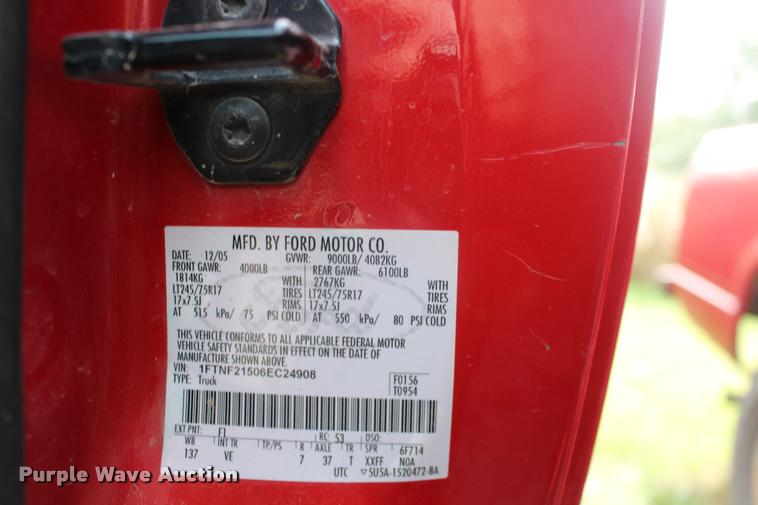 MFD. BY FORD MOTOR CO.
DATE: 12/05 GVWR: 9000LB/ 4082KG
FRONT GAWR: 4000LB REAR GAWR: 6100LB
1814KG WITH 2767KG WITH
LT245/75R17 TIRES LT245/75R17 TIRES
17x7.5J RIMS 17x7.5J RIMS
AT 515 kPa/ 75 PSI COLD AT 550 kPa/ 80 PSI COLD
THIS VEHICLE CONFORMS TO ALL APPLICABLE FEDERAL MOTOR
VEHICLE SAFETY STANDARDS IN EFFECT ON THE DATE OF
MANUFACTURE SHOWN ABOVE.
VIN: 1FTNF21506EC24908
TYPE: Truck F0156
T0954
EXT PNT: F1 RC: 53 DSO:
WB INT TR TP/PS R AXLE TR SPR 6F714
137 VE 7 37 T XXFF NOA
UTC ▽5U5A-1520472-BA
Purple Wave Auction